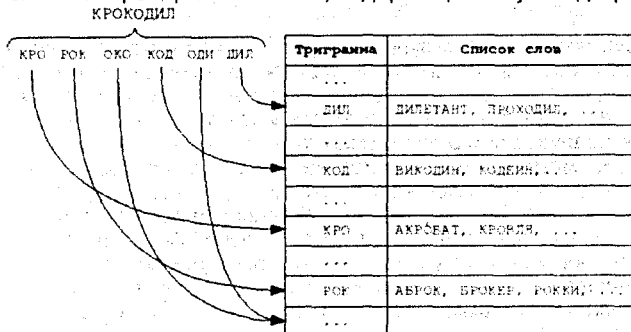 КРОКОДИЛ
КРО РОК ОКО КОД ОДИ ДИЛ
Триграмма Список слов
...
ДИЛ ДИЛЕТАНТ, ПРОХОДИЛ, ...
...
КОД ВИКОДИН, КОДЕИН, ...
...
КРО АКРОБАТ, КРОВЛЯ, ...
...
РОК АБРОК, БРОКЕР, РОККИ, ...
...